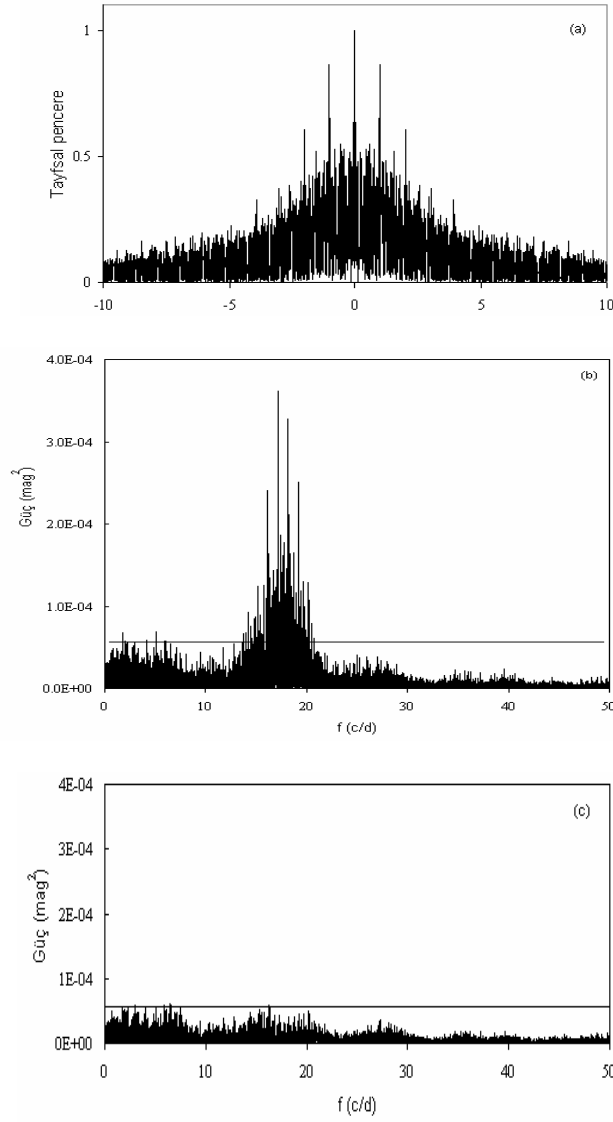 (a)
Tayfsal pencere
1
0.5
0
-10 -5 0 5 10
(b)
Güç (mag²)
4.0E-04
3.0E-04
2.0E-04
1.0E-04
0.0E+00
0 10 20 30 40 50
f (c/d)
(c)
Güç (mag²)
4E-04
3E-04
2E-04
1E-04
0E+00
0 10 20 30 40 50
f (c/d)